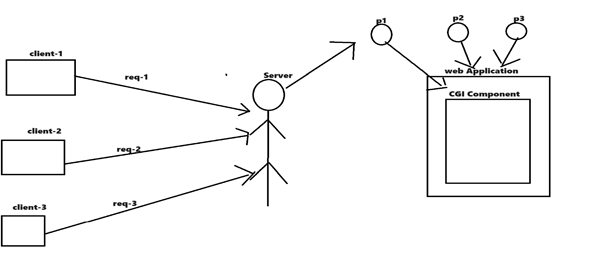 client-1
req-1
client-2
req-2
client-3
req-3
Server
p1
p2
p3
web Application
CGI Component